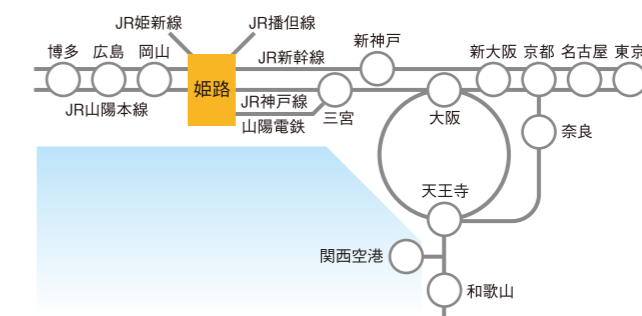 JR姫新線
JR播但線
博多
広島
岡山
JR新幹線
新神戸
新大阪
京都
名古屋
東京
姫路
JR山陽本線
JR神戸線
山陽電鉄
三宮
大阪
奈良
天王寺
関西空港
和歌山